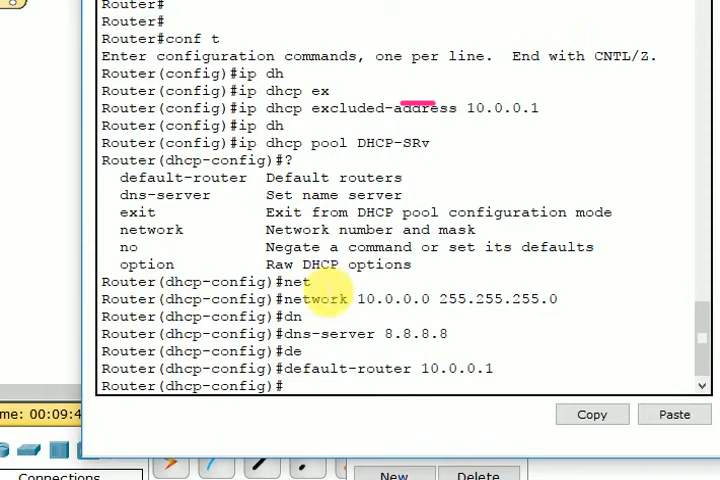 Router#
Router#
Router#conf t
Enter configuration commands, one per line.  End with CNTL/Z.
Router(config)#ip dh
Router(config)#ip dhcp ex
Router(config)#ip dhcp excluded-address 10.0.0.1
Router(config)#ip dh
Router(config)#ip dhcp pool DHCP-SRv
Router(dhcp-config)#?
  default-router  Default routers
  dns-server      Set name server
  exit            Exit from DHCP pool configuration mode
  network         Network number and mask
  no              Negate a command or set its defaults
  option          Raw DHCP options
Router(dhcp-config)#net
Router(dhcp-config)#network 10.0.0.0 255.255.255.0
Router(dhcp-config)#dn
Router(dhcp-config)#dns-server 8.8.8.8
Router(dhcp-config)#de
Router(dhcp-config)#default-router 10.0.0.1
Router(dhcp-config)#
Copy Paste
me: 00:09:4
Connections
New Delete